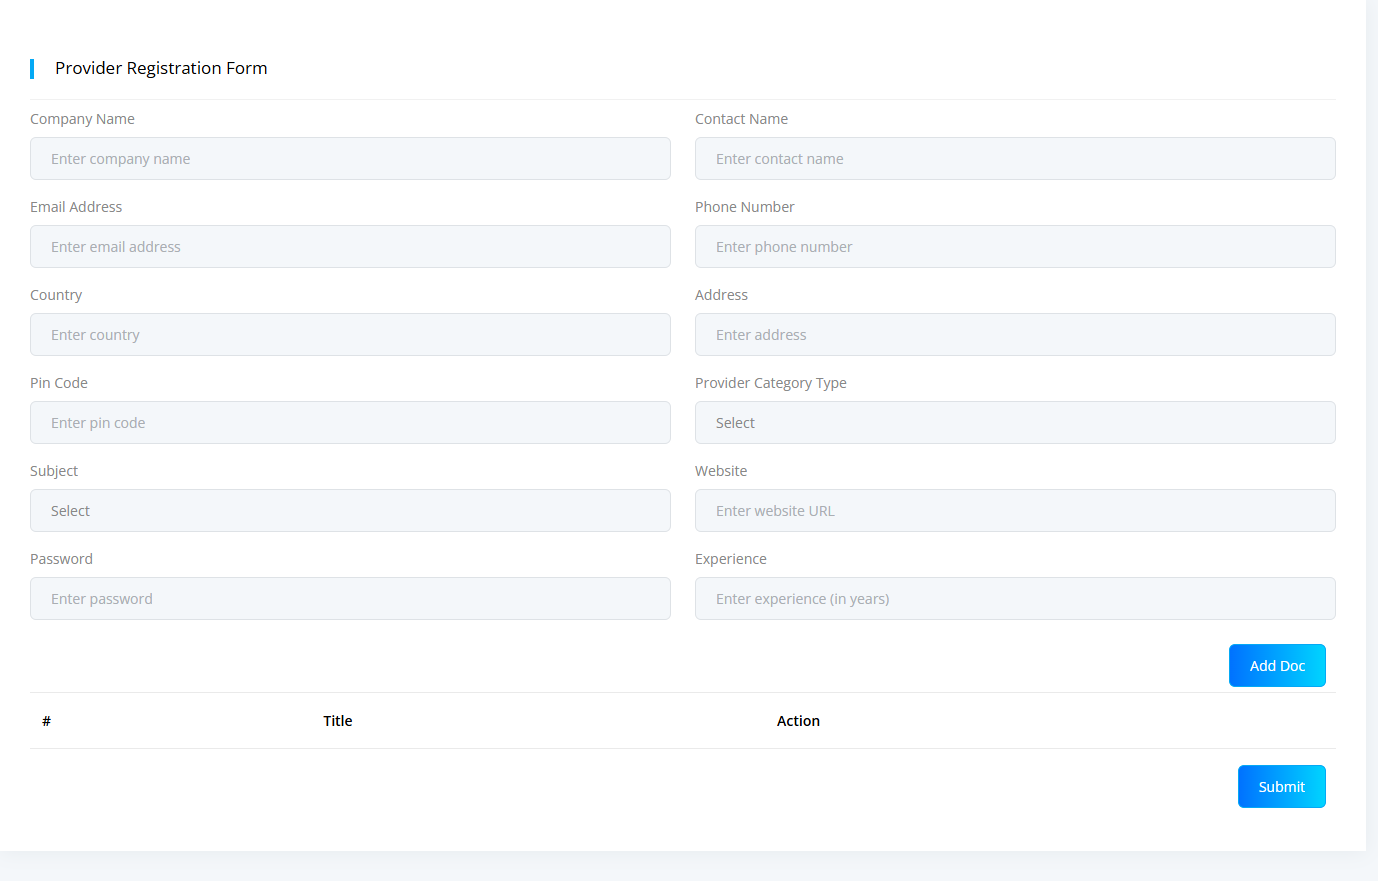 Provider Registration Form
Company Name
Contact Name
Enter company name
Enter contact name
Email Address
Phone Number
Enter email address
Enter phone number
Country
Address
Enter country
Enter address
Pin Code
Provider Category Type
Enter pin code
Select
Subject
Website
Select
Enter website URL
Password
Experience
Enter password
Enter experience (in years)
Add Doc
# Title Action
Submit